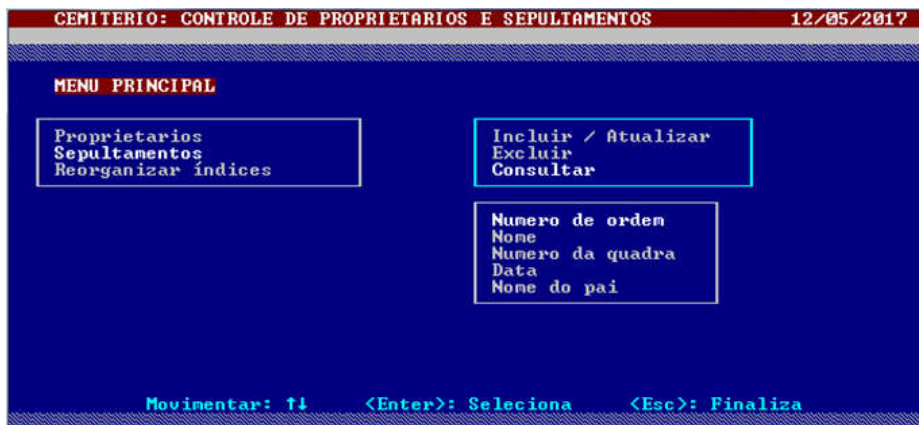 CEMITERIO: CONTROLE DE PROPRIETARIOS E SEPULTAMENTOS 12/05/2017
MENU PRINCIPAL
Proprietarios
Sepultamentos
Reorganizar índices
Incluir / Atualizar
Excluir
Consultar
Numero de ordem
Nome
Numero da quadra
Data
Nome do pai
Movimentar: ↑↓ <Enter>: Seleciona <Esc>: Finaliza